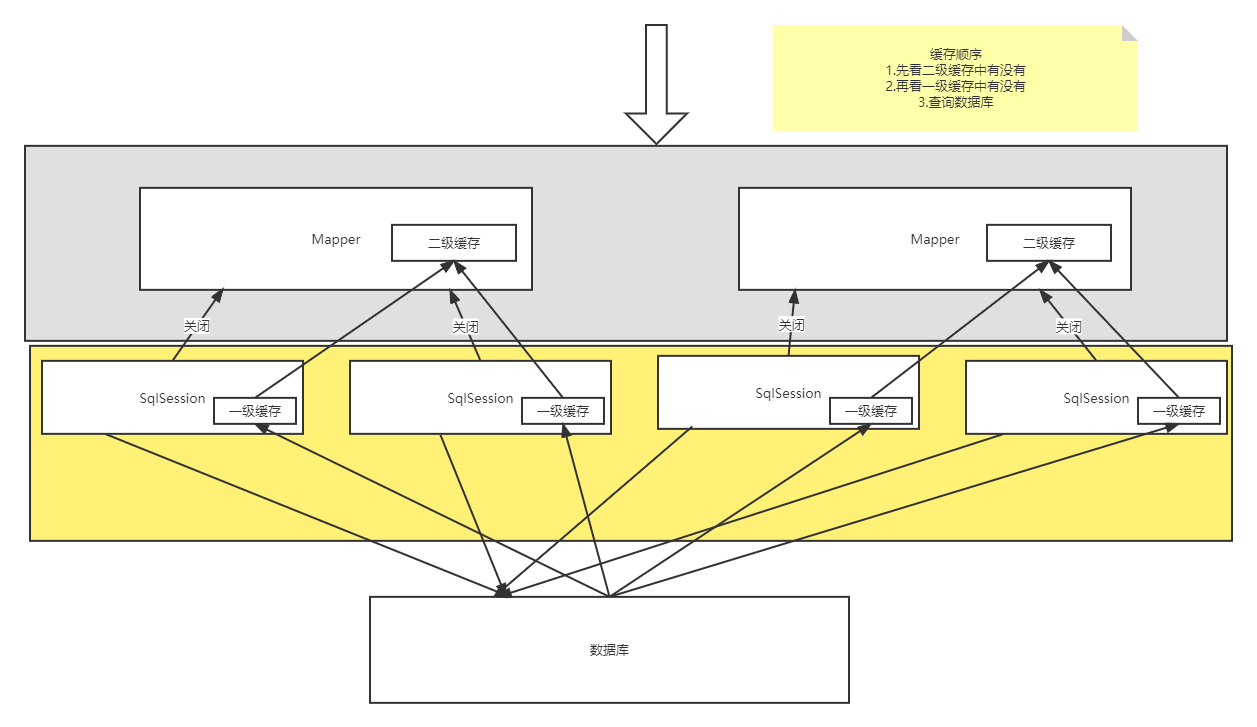 缓存顺序
1.先看二级缓存中有没有
2.再看一级缓存中有没有
3.查询数据库
Mapper
二级缓存
Mapper
二级缓存
关闭
关闭
关闭
关闭
SqlSession
一级缓存
SqlSession
一级缓存
SqlSession
一级缓存
SqlSession
一级缓存
数据库